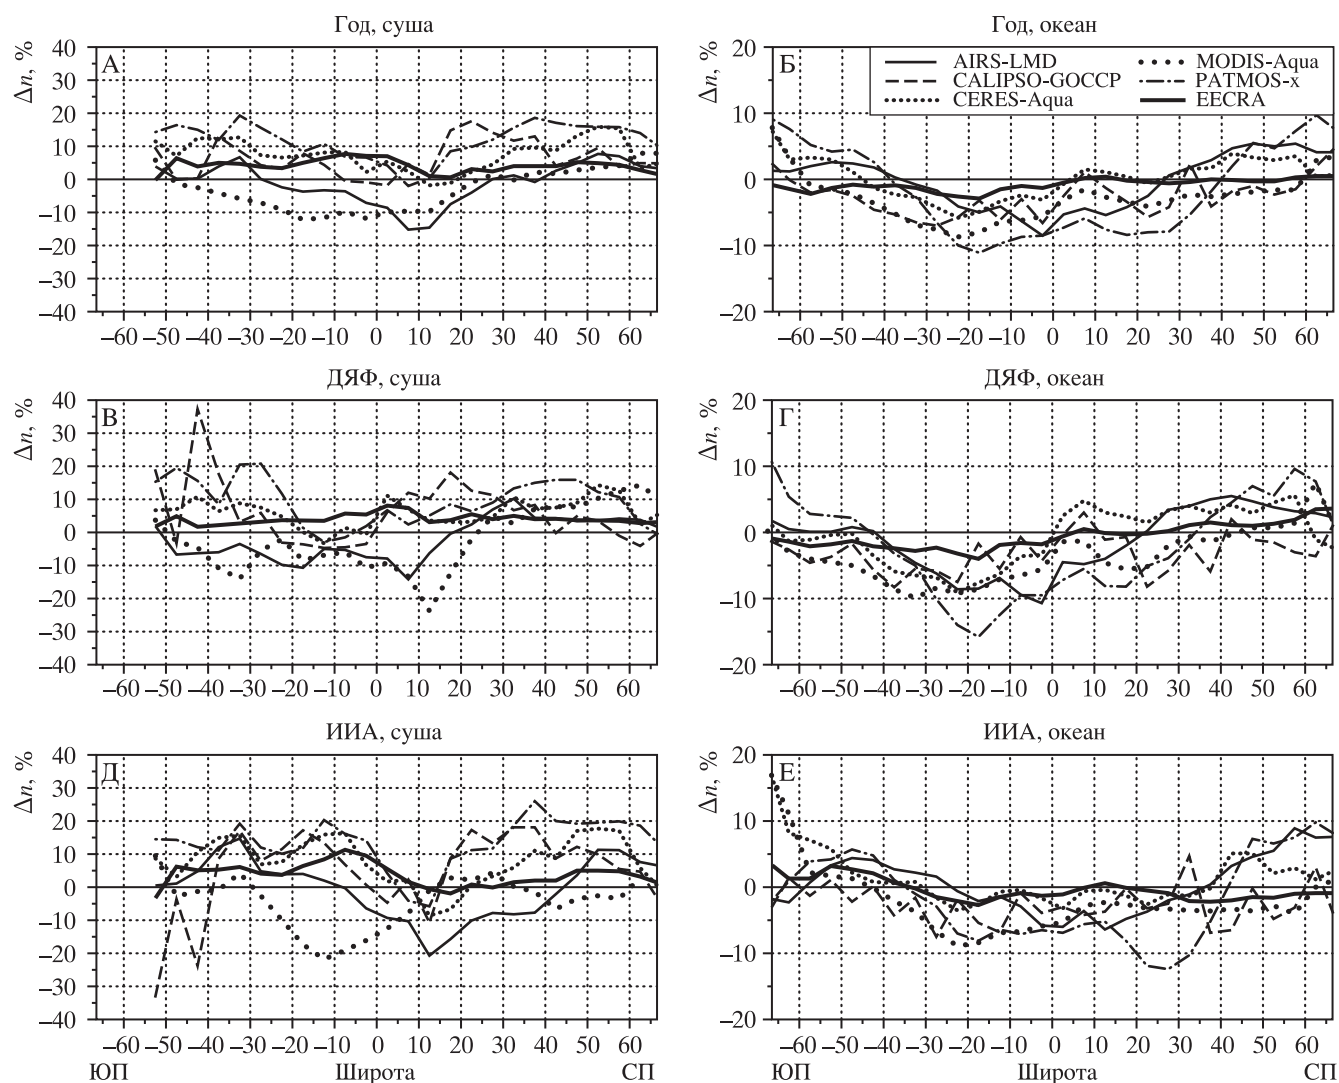 Год, суша
Δn, %
А
40
30
20
10
0
–10
–20
–30
–40
–60 –50 –40 –30 –20 –10 0 10 20 30 40 50 60
Год, океан
Δn, %
Б
AIRS-LMD
CALIPSO-GOCCP
CERES-Aqua
MODIS-Aqua
PATMOS-x
EECRA
20
10
0
–10
–20
–60 –50 –40 –30 –20 –10 0 10 20 30 40 50 60
ДЯФ, суша
Δn, %
В
40
30
20
10
0
–10
–20
–30
–40
–60 –50 –40 –30 –20 –10 0 10 20 30 40 50 60
ДЯФ, океан
Δn, %
Г
20
10
0
–10
–20
–60 –50 –40 –30 –20 –10 0 10 20 30 40 50 60
ИИА, суша
Δn, %
Д
40
30
20
10
0
–10
–20
–30
–40
–60 –50 –40 –30 –20 –10 0 10 20 30 40 50 60
ИИА, океан
Δn, %
Е
20
10
0
–10
–20
–60 –50 –40 –30 –20 –10 0 10 20 30 40 50 60
ЮП Широта СП
ЮП Широта СП